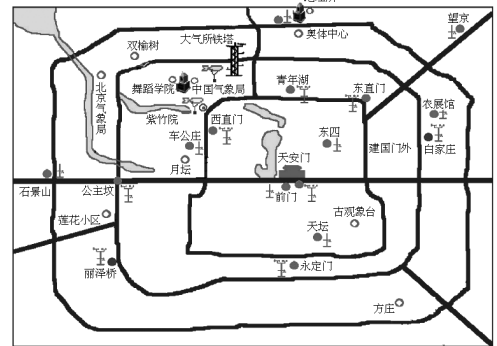 望京
奥体中心
双榆树
大气所铁塔
北京气象局
舞蹈学院
中国气象局
青年湖
东直门
农展馆
紫竹院
西直门
车公庄
东四
建国门外
白家庄
月坛
天安门
石景山
公主坟
前门
莲花小区
古观象台
天坛
丽泽桥
永定门
方庄